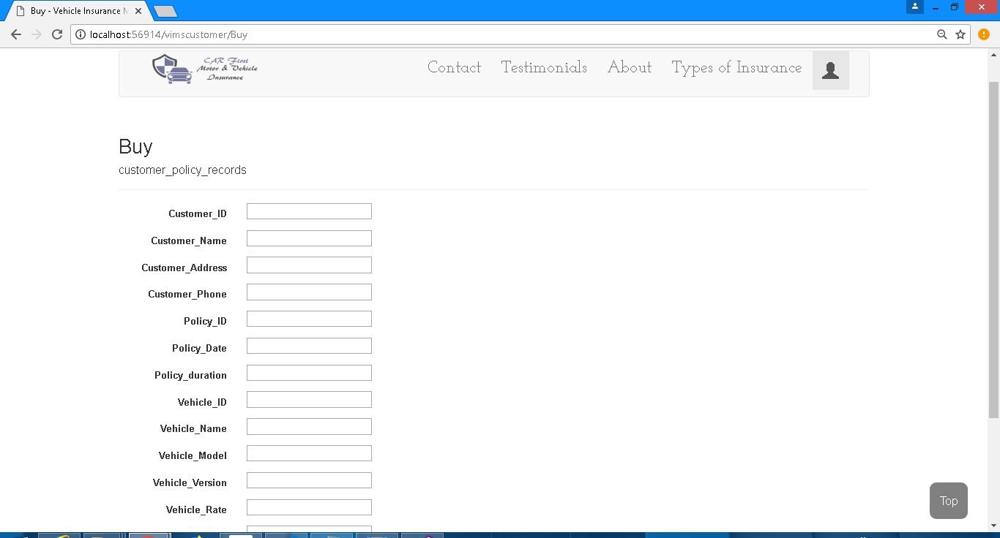 Buy - Vehicle Insurance M
localhost:56914/vimscustomer/Buy
CAR First
Motor & Vehicle
Insurance
Contact Testimonials About Types of Insurance
Buy
customer_policy_records
Customer_ID
Customer_Name
Customer_Address
Customer_Phone
Policy_ID
Policy_Date
Policy_duration
Vehicle_ID
Vehicle_Name
Vehicle_Model
Vehicle_Version
Vehicle_Rate
Top